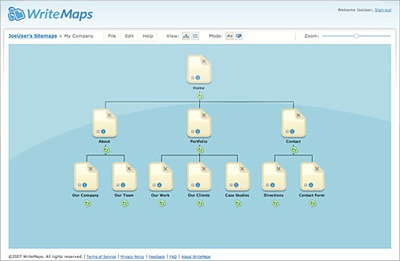 WriteMaps
Welcome JoeUser, Sign out
JoeUser's Sitemaps » My Company File Edit Help View: Mode: Aa Zoom:
Home
About Portfolio Contact
Our Company Our Team Our Work Our Clients Case Studies Directions Contact Form
©2007 WriteMaps. All rights reserved. | Terms of Service | Privacy Policy | Feedback | FAQ | About WriteMaps